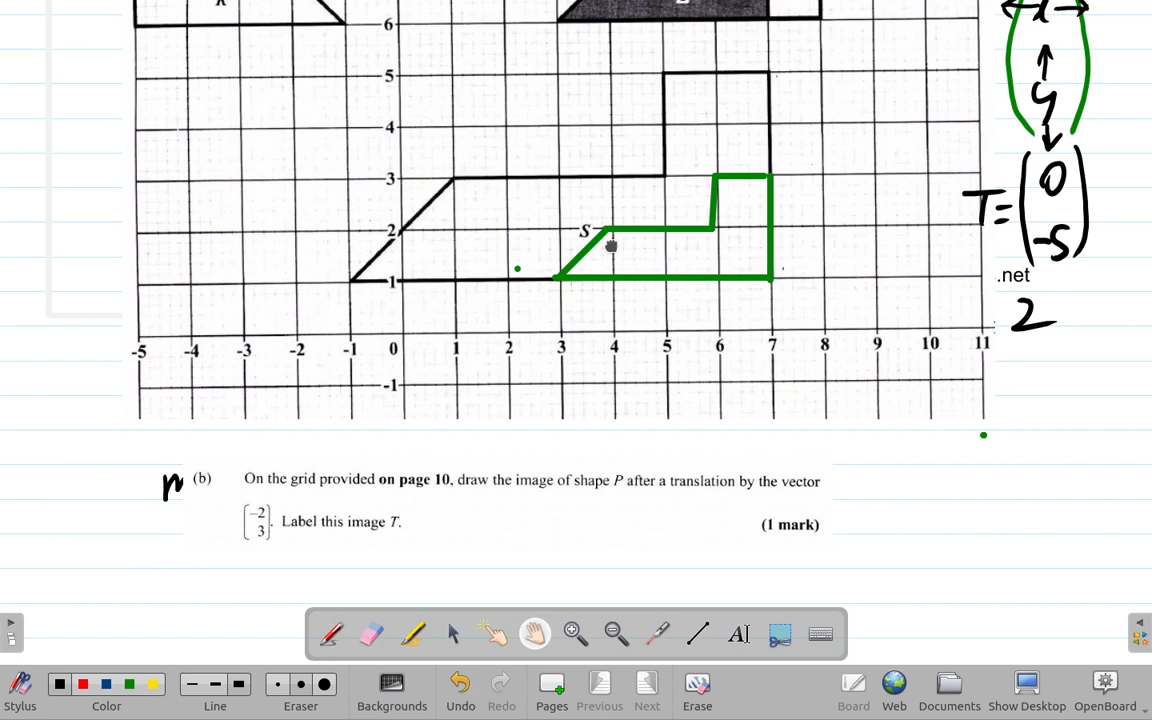 A
6
x
5
y
4
3
0
T=
S
2
-5
1
.net
2
-5 -4 -3 -2 -1 0 1 2 3 4 5 6 7 8 9 10 11
-1
(b) On the grid provided on page 10, draw the image of shape P after a translation by the vector
-2
3
. Label this image T. (1 mark)
Stylus
Color
Line
Eraser
Backgrounds
Undo
Redo
Pages
Previous
Next
Erase
Board
Web
Documents
Show Desktop
OpenBoard